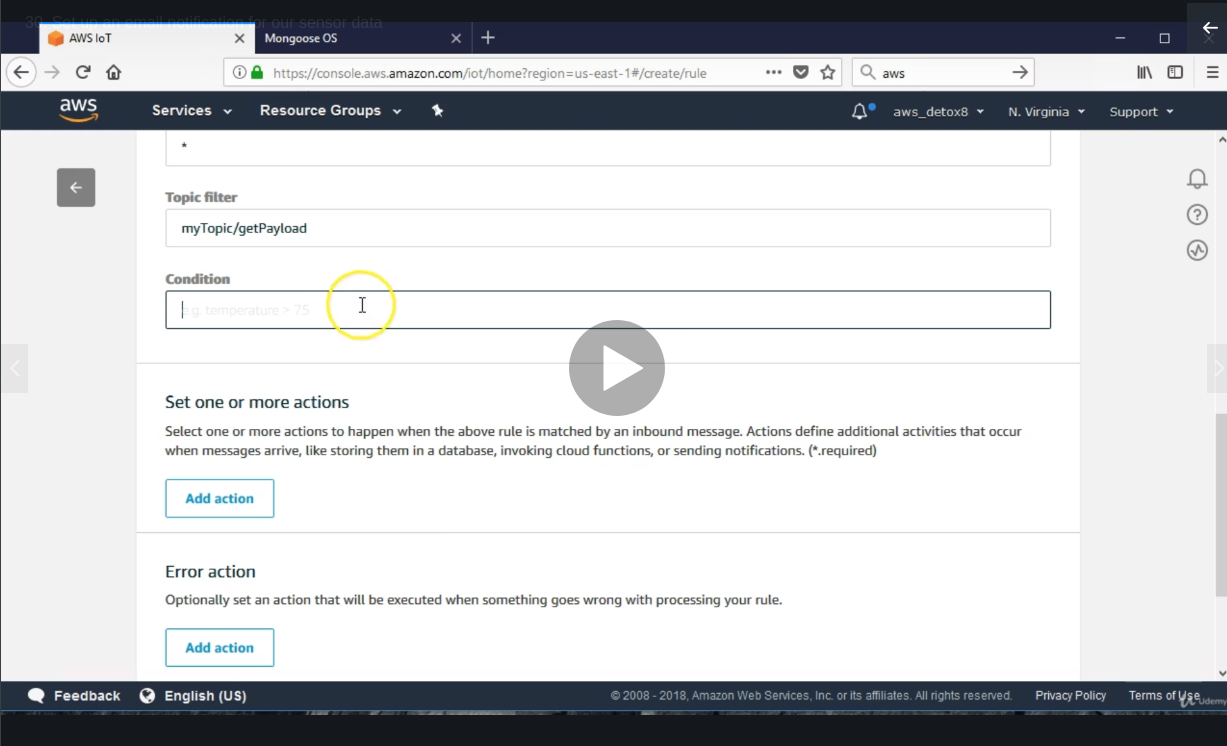 30. Set up an email notification for our sensor data
AWS IoT
Mongoose OS
https://console.aws.amazon.com/iot/home?region=us-east-1#/create/rule
aws
aws
Services
Resource Groups
aws_detox8
N. Virginia
Support
*
Topic filter
myTopic/getPayload
Condition
e.g. temperature > 75
Set one or more actions
Select one or more actions to happen when the above rule is matched by an inbound message. Actions define additional activities that occur
when messages arrive, like storing them in a database, invoking cloud functions, or sending notifications. (*.required)
Add action
Error action
Optionally set an action that will be executed when something goes wrong with processing your rule.
Add action
Feedback
English (US)
© 2008 - 2018, Amazon Web Services, Inc. or its affiliates. All rights reserved.
Privacy Policy
Terms of Use
Udemy